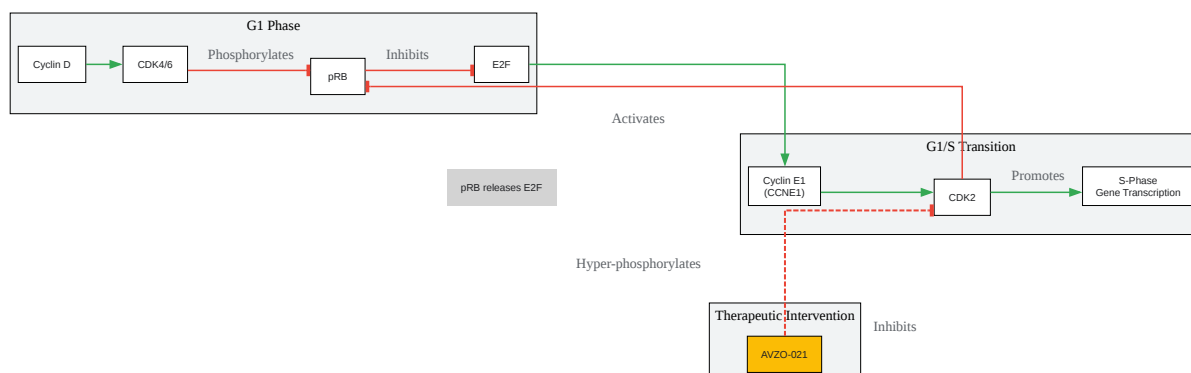 G1 Phase
Cyclin D
CDK4/6
Phosphorylates
pRB
Inhibits
E2F
Activates
G1/S Transition
pRB releases E2F
Cyclin E1
(CCNE1)
CDK2
Promotes
S-Phase
Gene Transcription
Hyper-phosphorylates
Therapeutic Intervention
Inhibits
AVZO-021